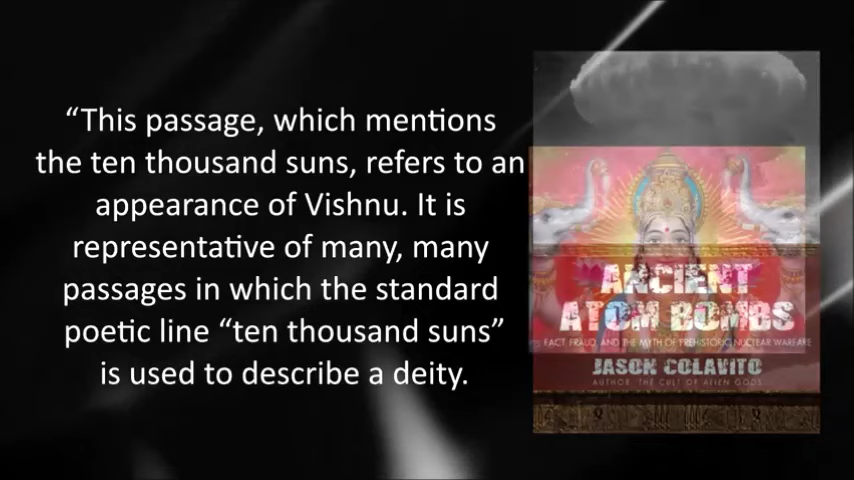 “This passage, which mentions
the ten thousand suns, refers to an
appearance of Vishnu. It is
representative of many, many
passages in which the standard
poetic line “ten thousand suns”
is used to describe a deity.
ANCIENT
ATOM BOMBS
FACT, FRAUD, AND THE MYTH OF PREHISTORIC NUCLEAR WARFARE
JASON COLAVITO
AUTHOR, THE CULT OF ALIEN GODS